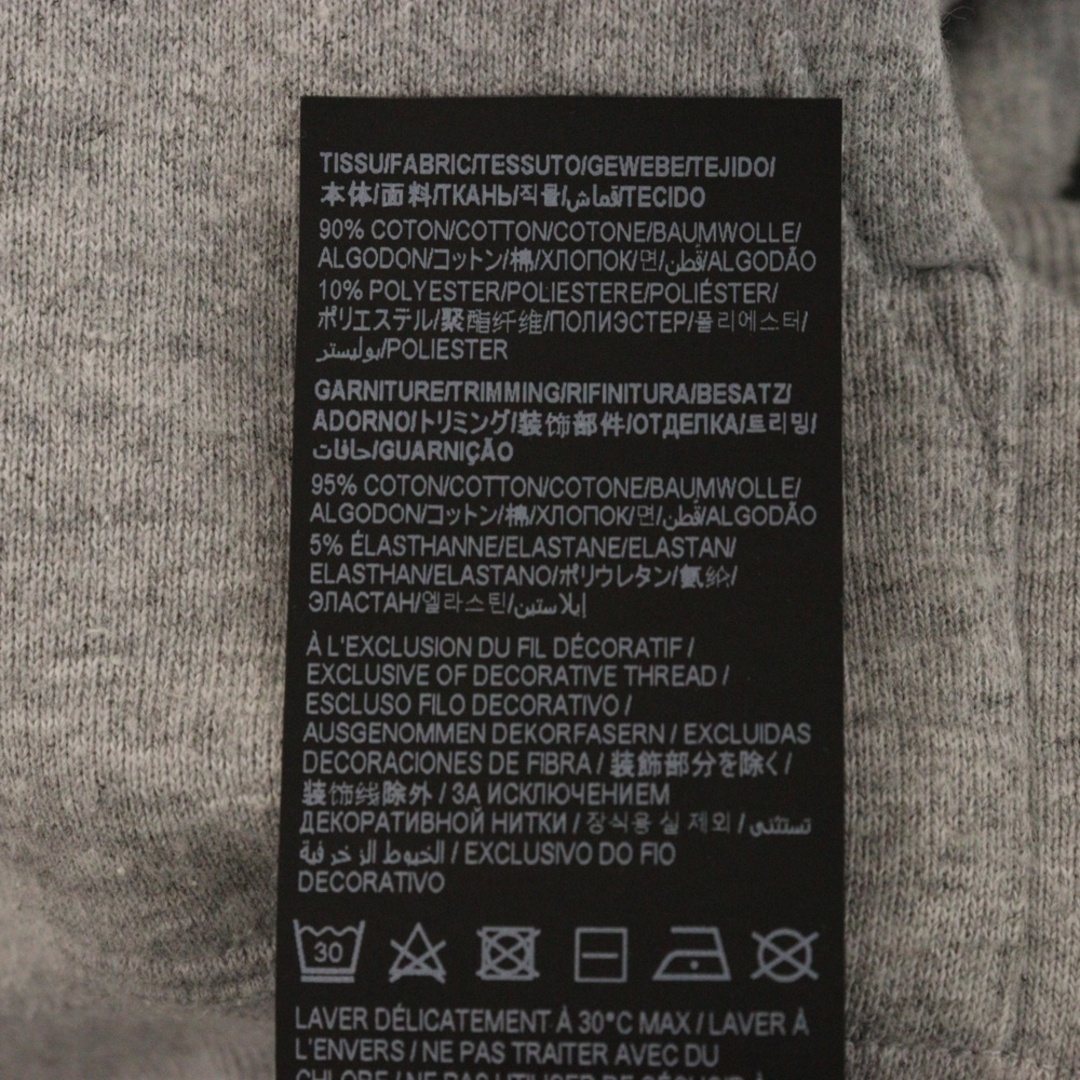 TISSU/FABRIC/TESSUTO/GEWEBE/TEJIDO/
本体/面料/ТКАНЬ/직물/قماش/TECIDO
90% COTON/COTTON/COTONE/BAUMWOLLE/
ALGODON/コットン/棉/ХЛОПОК/면/قطن/ALGODÃO
10% POLYESTER/POLIESTERE/POLIÉSTER/
ポリエステル/聚酯纤维/ПОЛИЭСТЕР/폴리에스터/
بوليستر/POLIESTER
GARNITURE/TRIMMING/RIFINITURA/BESATZ/
ADORNO/トリミング/装饰部件/ОТДЕПКА/트리밍/
حافات/GUARNIÇÃO
95% COTON/COTTON/COTONE/BAUMWOLLE/
ALGODON/コットン/棉/ХЛОПОК/면/قطن/ALGODÃO
5% ÉLASTHANNE/ELASTANE/ELASTAN/
ELASTHAN/ELASTANO/ポリウレタン/氨纶/
ЭЛАСТАН/엘라스틴/إيلاستين
À L'EXCLUSION DU FIL DÉCORATIF /
EXCLUSIVE OF DECORATIVE THREAD /
ESCLUSO FILO DECORATIVO /
AUSGENOMMEN DEKORFASERN / EXCLUIDAS
DECORACIONES DE FIBRA / 装飾部分を除く /
装饰线除外 / ЗА ИСКЛЮЧЕНИЕМ
ДЕКОРАТИВНОЙ НИТКИ / 장식용 실 제외 / تستثنى
الخيوط الزخرفية / EXCLUSIVO DO FIO
DECORATIVO
30
LAVER DÉLICATEMENT À 30°C MAX / LAVER À
L'ENVERS / NE PAS TRAITER AVEC DU
CHLORE / NE PAS UTILISER DE SÉCHAGE